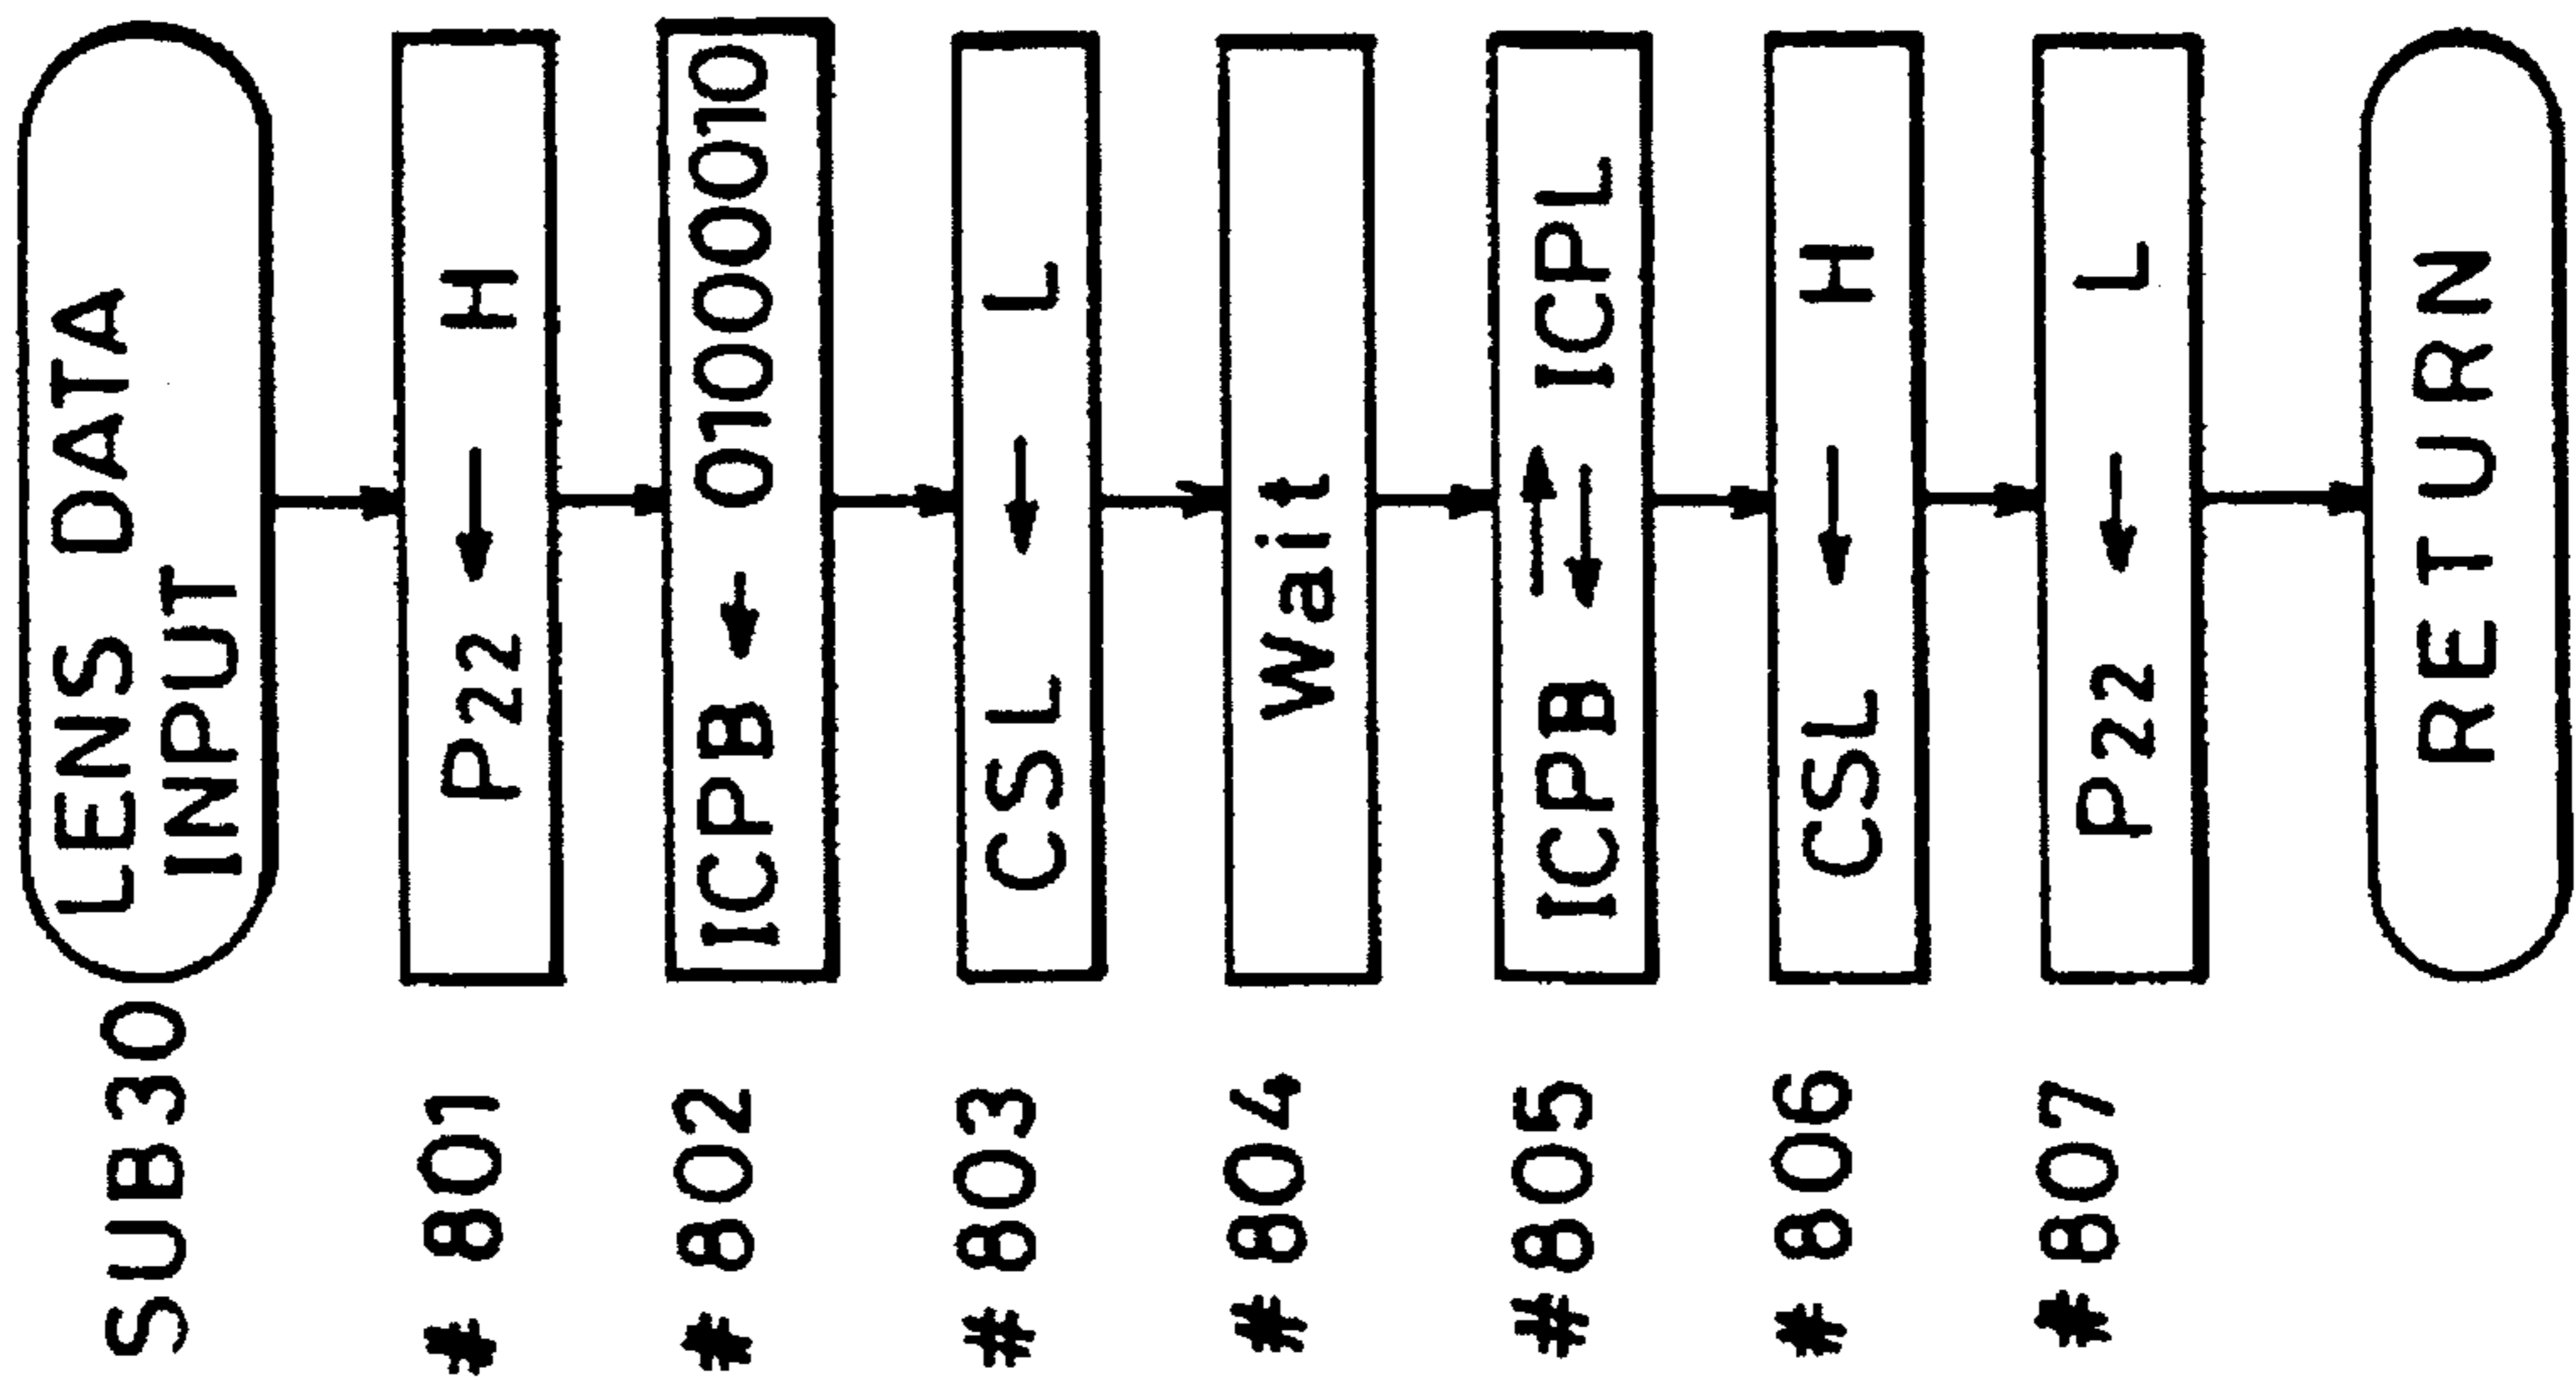 SUB30 LENS DATA
INPUT
# 801 P22 ← H
# 802 ICPB ← 01000010
# 803 CSL ← L
# 804 Wait
#805 ICPB ⇄ ICPL
# 806 CSL ← H
# 807 P22 ← L
RETURN